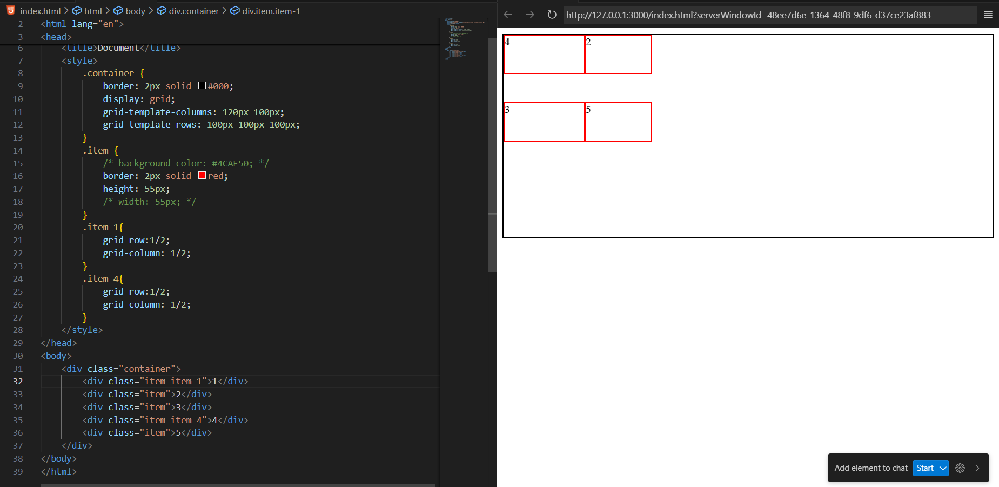 index.html > html > body > div.container > div.item.item-1
2 <html lang="en">
3 <head>
6 <title>Document</title>
7 <style>
8 .container {
9 border: 2px solid #000;
10 display: grid;
11 grid-template-columns: 120px 100px;
12 grid-template-rows: 100px 100px 100px;
13 }
14 .item {
15 /* background-color: #4CAF50; */
16 border: 2px solid red;
17 height: 55px;
18 /* width: 55px; */
19 }
20 .item-1{
21 grid-row:1/2;
22 grid-column: 1/2;
23 }
24 .item-4{
25 grid-row:1/2;
26 grid-column: 1/2;
27 }
28 </style>
29 </head>
30 <body>
31 <div class="container">
32 <div class="item item-1">1</div>
33 <div class="item">2</div>
34 <div class="item">3</div>
35 <div class="item item-4">4</div>
36 <div class="item">5</div>
37 </div>
38 </body>
39 </html>
http://127.0.0.1:3000/index.html?serverWindowId=48ee7d6e-1364-48f8-9df6-d37ce23af883
4 2
3 5
Add element to chat Start